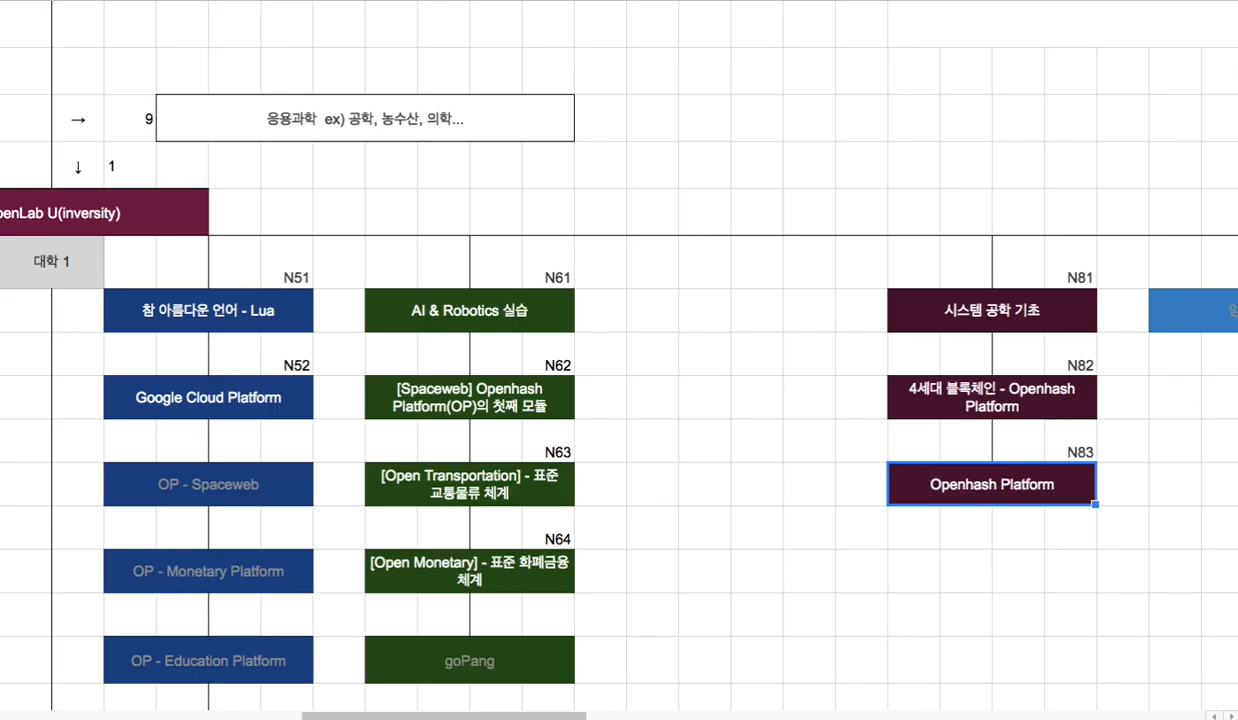 → 9 응용과학 ex) 공학, 농수산, 의학...
↓ 1
penLab U(inversity)
대학 1
N51
참 아름다운 언어 - Lua
N52
Google Cloud Platform
OP - Spaceweb
OP - Monetary Platform
OP - Education Platform
N61
AI & Robotics 실습
N62
[Spaceweb] Openhash
Platform(OP)의 첫째 모듈
N63
[Open Transportation] - 표준
교통물류 체계
N64
[Open Monetary] - 표준 화폐금융
체계
goPang
N81
시스템 공학 기초
N82
4세대 블록체인 - Openhash
Platform
N83
Openhash Platform